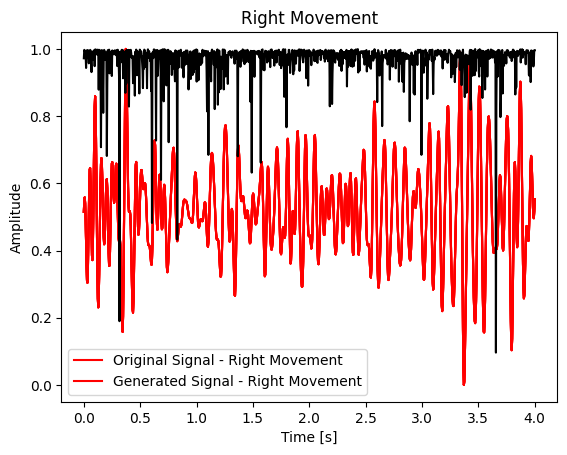 Right Movement
1.0
0.8
0.6
0.4
0.2
0.0
Amplitude
Original Signal - Right Movement
Generated Signal - Right Movement
0.0 0.5 1.0 1.5 2.0 2.5 3.0 3.5 4.0
Time [s]